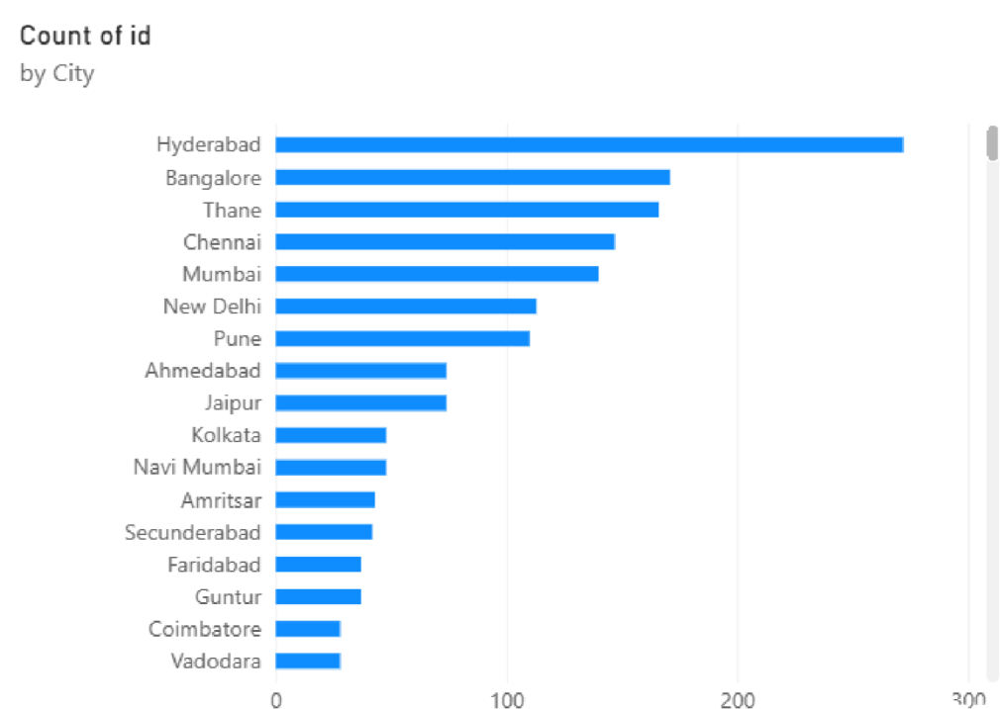 Count of id
by City
Hyderabad
Bangalore
Thane
Chennai
Mumbai
New Delhi
Pune
Ahmedabad
Jaipur
Kolkata
Navi Mumbai
Amritsar
Secunderabad
Faridabad
Guntur
Coimbatore
Vadodara
0 100 200 300